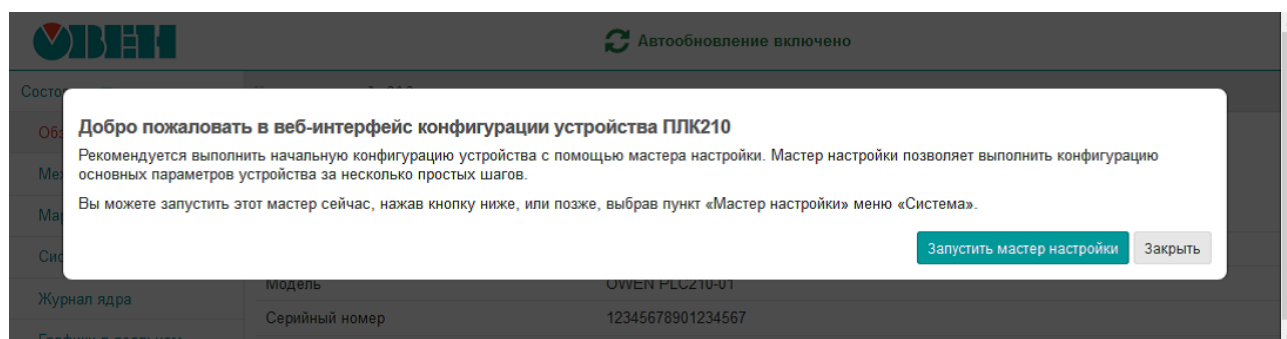 ОВЕН
Автообновление включено
Добро пожаловать в веб-интерфейс конфигурации устройства ПЛК210
Рекомендуется выполнить начальную конфигурацию устройства с помощью мастера настройки. Мастер настройки позволяет выполнить конфигурацию
основных параметров устройства за несколько простых шагов.
Вы можете запустить этот мастер сейчас, нажав кнопку ниже, или позже, выбрав пункт «Мастер настройки» меню «Система».
Запустить мастер настройки Закрыть
Модель OWEN PLC210-01
Журнал ядра
Серийный номер 12345678901234567